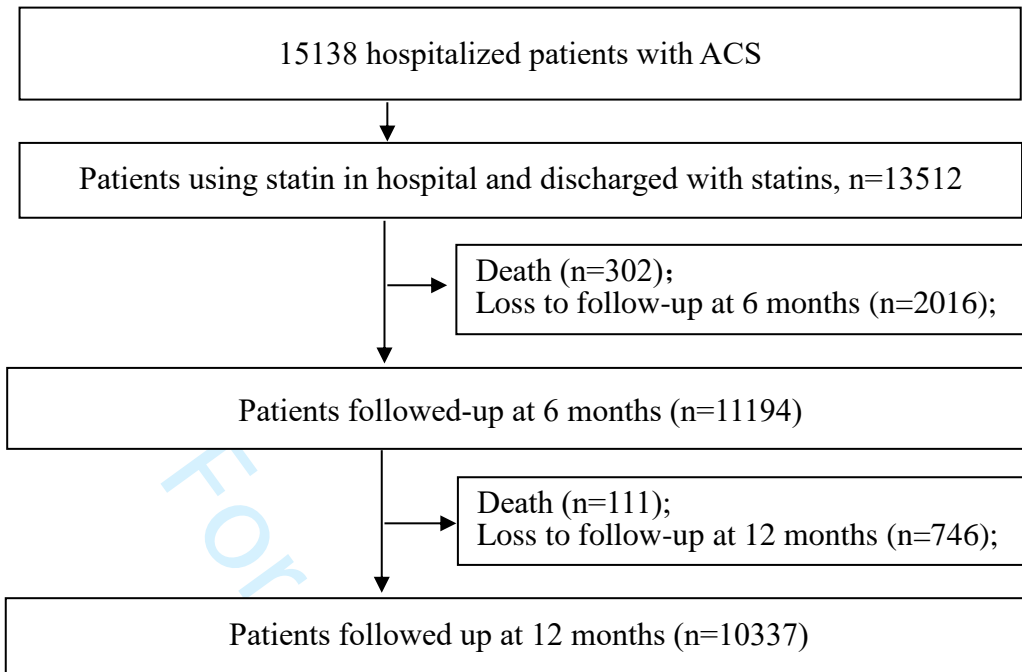 15138 hospitalized patients with ACS
Patients using statin in hospital and discharged with statins, n=13512
Death (n=302);
Loss to follow-up at 6 months (n=2016);
Patients followed-up at 6 months (n=11194)
Death (n=111);
Loss to follow-up at 12 months (n=746);
For
Patients followed up at 12 months (n=10337)